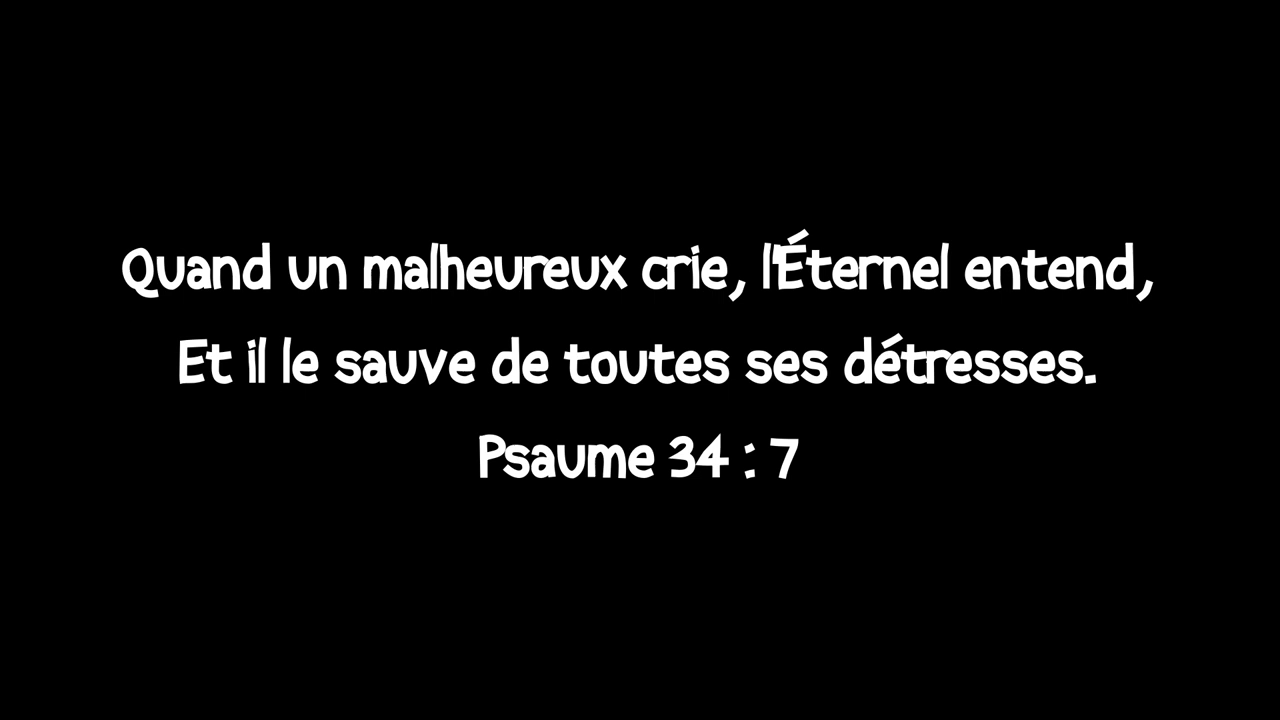 Quand un malheureux crie, l'Éternel entend,
Et il le sauve de toutes ses détresses.
Psaume 34 : 7